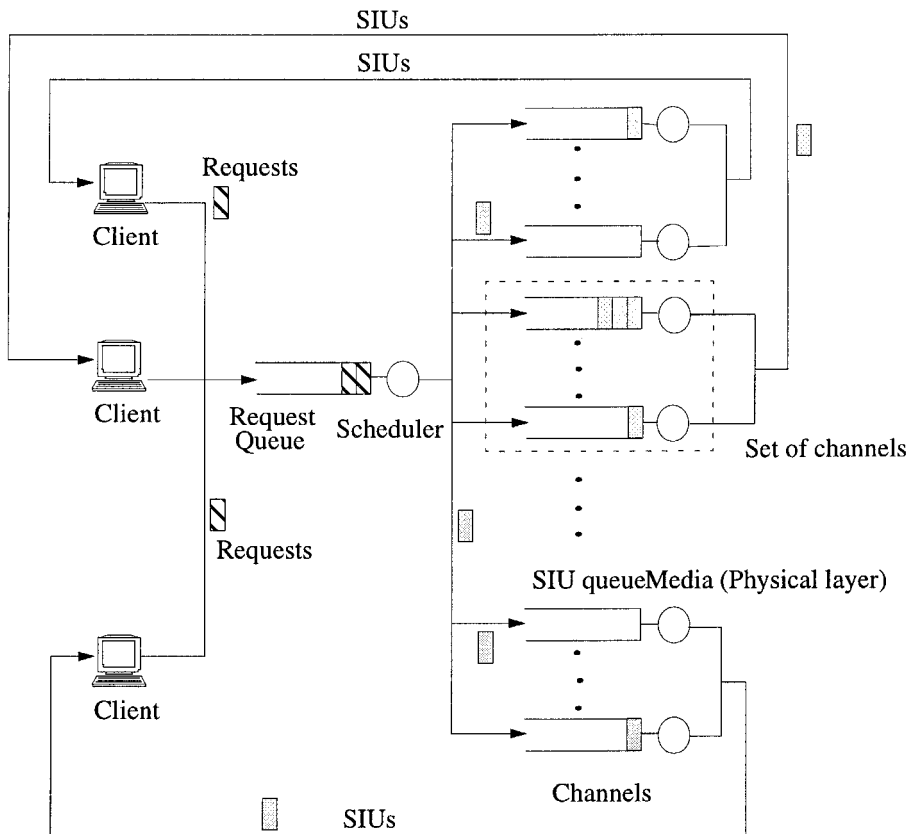 SIUs
SIUs
Requests
Client
Client
Request
Queue
Scheduler
Set of channels
Requests
SIU queueMedia (Physical layer)
Client
Channels
SIUs